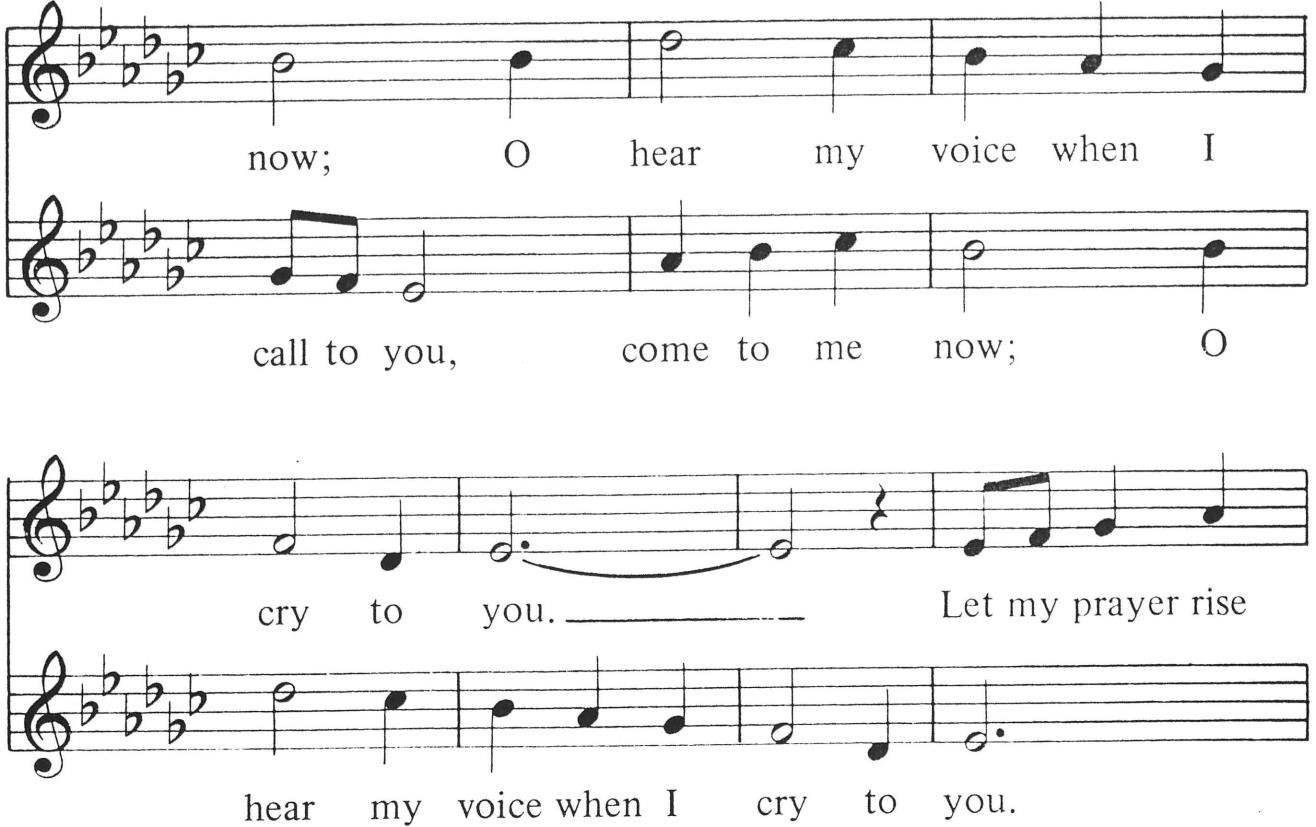 now; O hear my voice when I
call to you, come to me now; O
cry to you. Let my prayer rise
hear my voice when I cry to you.